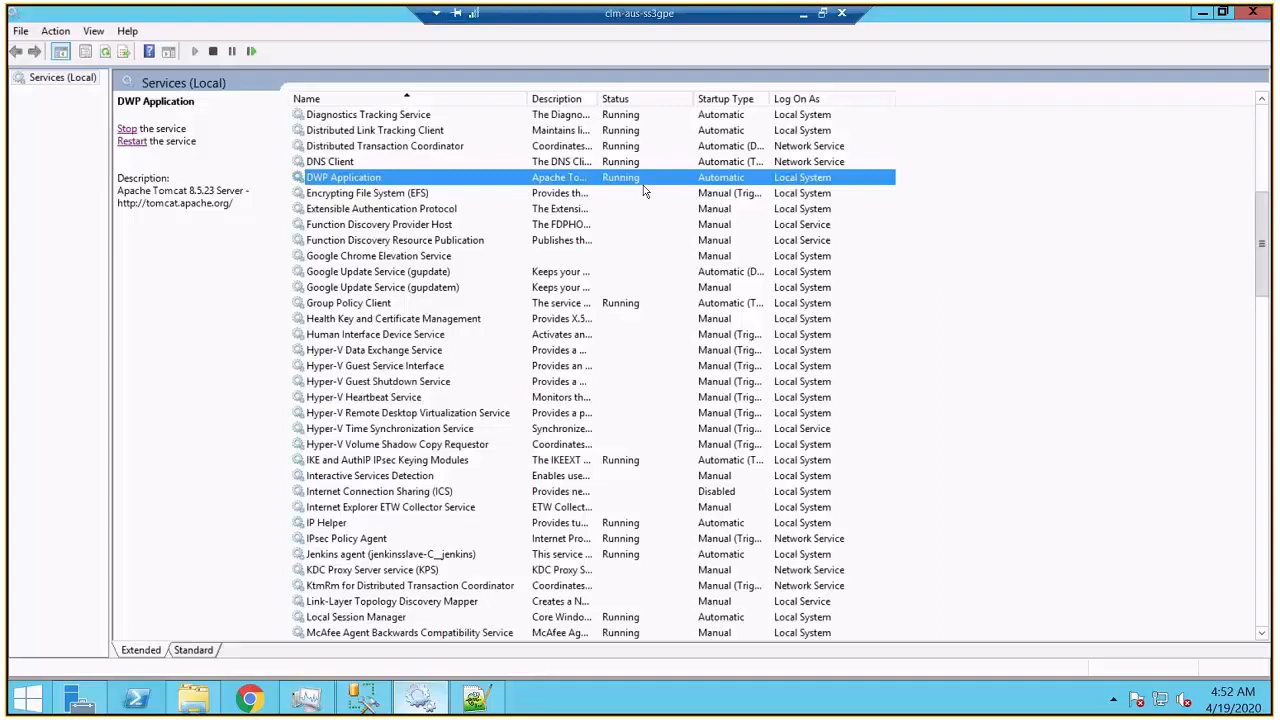 clm-aus-ss3gpe
File Action View Help
Services (Local)
Services (Local)
DWP Application
Stop the service
Restart the service
Description:
Apache Tomcat 8.5.23 Server -
http://tomcat.apache.org/
Name Description Status Startup Type Log On As
Diagnostics Tracking Service The Diagno... Running Automatic Local System
Distributed Link Tracking Client Maintains li... Running Automatic Local System
Distributed Transaction Coordinator Coordinates... Running Automatic (D... Network Service
DNS Client The DNS Cli... Running Automatic (T... Network Service
DWP Application Apache To... Running Automatic Local System
Encrypting File System (EFS) Provides th... Manual (Trig... Local System
Extensible Authentication Protocol The Extensi... Manual Local System
Function Discovery Provider Host The FDPHO... Manual Local Service
Function Discovery Resource Publication Publishes th... Manual Local Service
Google Chrome Elevation Service Manual Local System
Google Update Service (gupdate) Keeps your ... Automatic (D... Local System
Google Update Service (gupdatem) Keeps your ... Manual Local System
Group Policy Client The service ... Running Automatic (T... Local System
Health Key and Certificate Management Provides X.5... Manual Local System
Human Interface Device Service Activates an... Manual (Trig... Local System
Hyper-V Data Exchange Service Provides a ... Manual (Trig... Local System
Hyper-V Guest Service Interface Provides an ... Manual (Trig... Local System
Hyper-V Guest Shutdown Service Provides a ... Manual (Trig... Local System
Hyper-V Heartbeat Service Monitors th... Manual (Trig... Local System
Hyper-V Remote Desktop Virtualization Service Provides a p... Manual (Trig... Local System
Hyper-V Time Synchronization Service Synchronize... Manual (Trig... Local Service
Hyper-V Volume Shadow Copy Requestor Coordinates... Manual (Trig... Local System
IKE and AuthIP IPsec Keying Modules The IKEEXT ... Running Automatic (T... Local System
Interactive Services Detection Enables use... Manual Local System
Internet Connection Sharing (ICS) Provides ne... Disabled Local System
Internet Explorer ETW Collector Service ETW Collect... Manual Local System
IP Helper Provides tu... Running Automatic Local System
IPsec Policy Agent Internet Pro... Running Manual (Trig... Network Service
Jenkins agent (jenkinsslave-C__jenkins) This service ... Running Automatic Local System
KDC Proxy Server service (KPS) KDC Proxy S... Manual Network Service
KtmRm for Distributed Transaction Coordinator Coordinates... Manual (Trig... Network Service
Link-Layer Topology Discovery Mapper Creates a N... Manual Local Service
Local Session Manager Core Windo... Running Automatic Local System
McAfee Agent Backwards Compatibility Service McAfee Ag... Running Manual Local System
Extended Standard
4:52 AM
4/19/2020